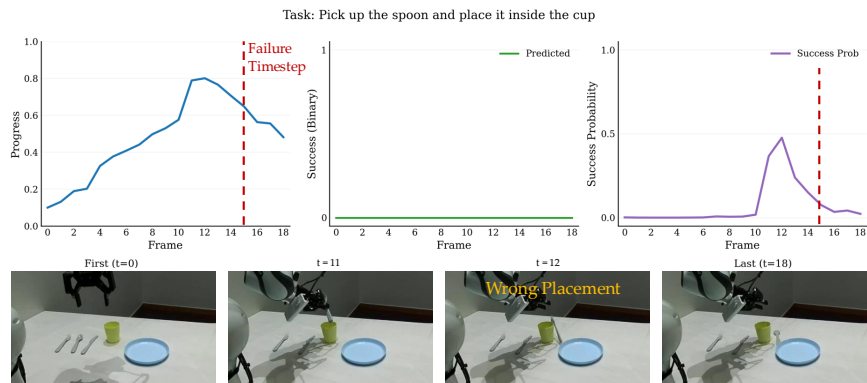 Task: Pick up the spoon and place it inside the cup
Progress
1.0
0.8
0.6
0.4
0.2
0.0
0 2 4 6 8 10 12 14 16 18
Frame
Failure
Timestep
Success (Binary)
1
0
0 2 4 6 8 10 12 14 16 18
Frame
Predicted
Success Probability
1.0
0.5
0.0
0 2 4 6 8 10 12 14 16 18
Frame
Success Prob
First (t=0)
t = 11
t = 12
Last (t=18)
Wrong Placement